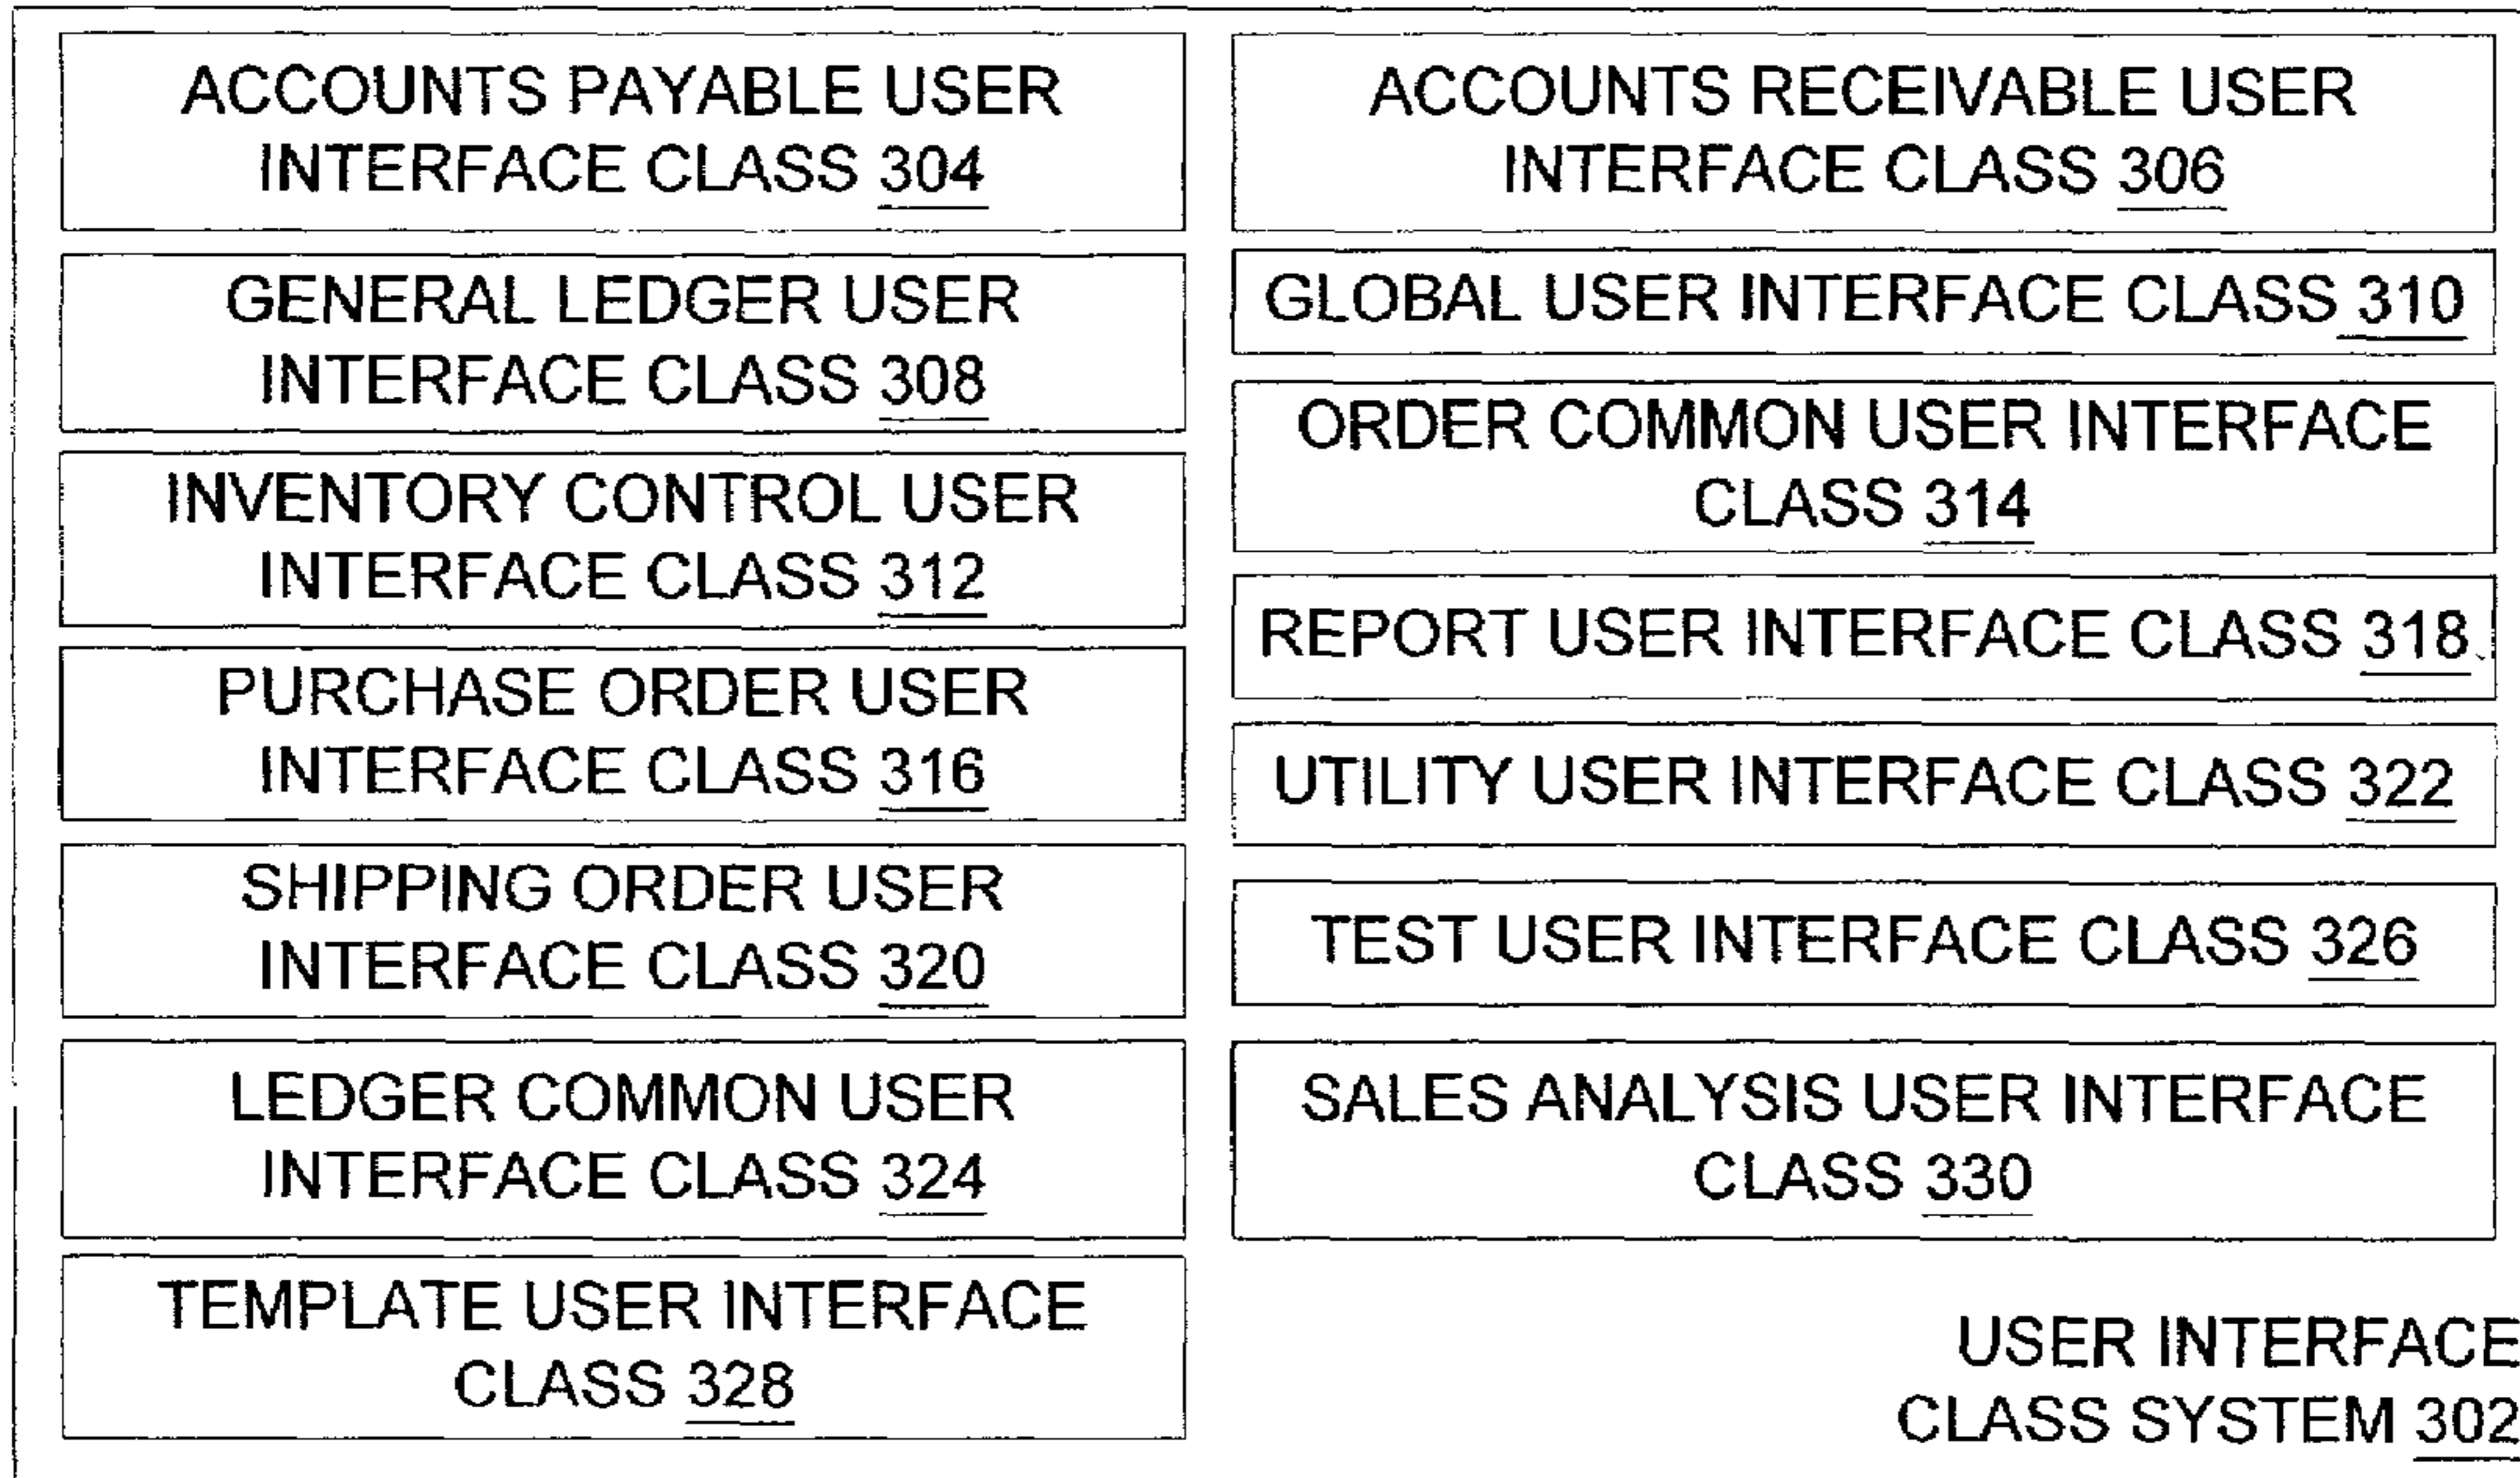 ACCOUNTS PAYABLE USER
INTERFACE CLASS 304
ACCOUNTS RECEIVABLE USER
INTERFACE CLASS 306
GENERAL LEDGER USER
INTERFACE CLASS 308
GLOBAL USER INTERFACE CLASS 310
INVENTORY CONTROL USER
INTERFACE CLASS 312
ORDER COMMON USER INTERFACE
CLASS 314
PURCHASE ORDER USER
INTERFACE CLASS 316
REPORT USER INTERFACE CLASS 318
SHIPPING ORDER USER
INTERFACE CLASS 320
UTILITY USER INTERFACE CLASS 322
LEDGER COMMON USER
INTERFACE CLASS 324
TEST USER INTERFACE CLASS 326
TEMPLATE USER INTERFACE
CLASS 328
SALES ANALYSIS USER INTERFACE
CLASS 330
USER INTERFACE
CLASS SYSTEM 302